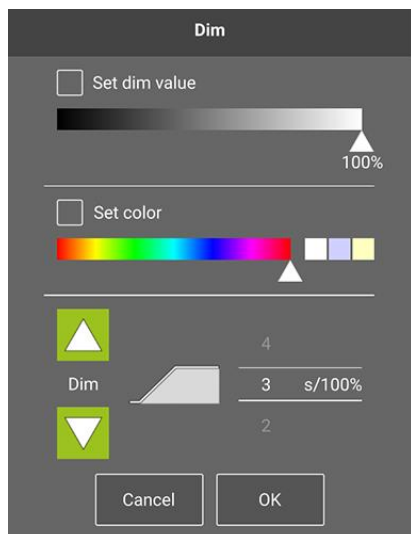 Dim
Set dim value
100%
Set color
4
Dim
3 s/100%
2
Cancel OK